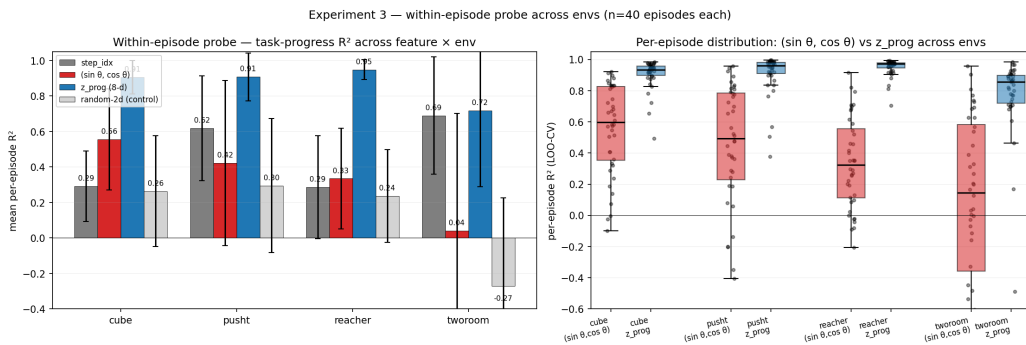 Experiment 3 — within-episode probe across envs (n=40 episodes each)
Within-episode probe — task-progress R² across feature × env
mean per-episode R²
1.0
0.8
0.6
0.4
0.2
0.0
−0.2
−0.4
step_idx
(sin θ, cos θ)
z_prog (8-d)
random-2d (control)
0.29
0.56
0.91
0.26
0.62
0.42
0.91
0.30
0.29
0.33
0.95
0.24
0.69
0.04
0.72
-0.27
cube
pusht
reacher
tworoom
Per-episode distribution: (sin θ, cos θ) vs z_prog across envs
per-episode R² (LOO-CV)
1.0
0.8
0.6
0.4
0.2
0.0
−0.2
−0.4
−0.6
cube
(sin θ,cos θ)
cube
z_prog
pusht
(sin θ,cos θ)
pusht
z_prog
reacher
(sin θ,cos θ)
reacher
z_prog
tworoom
(sin θ,cos θ)
tworoom
z_prog